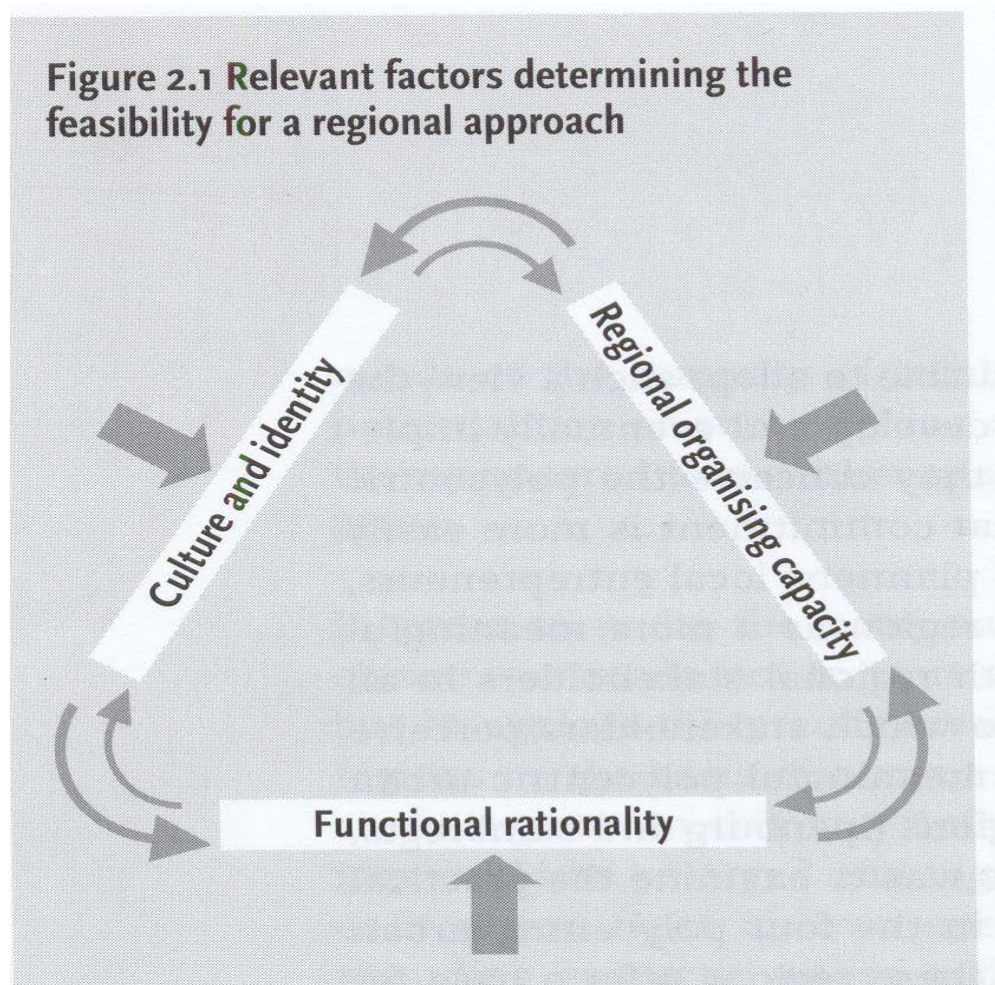 Figure 2.1 Relevant factors determining the
feasibility for a regional approach
Culture and identity
Regional organising capacity
Functional rationality